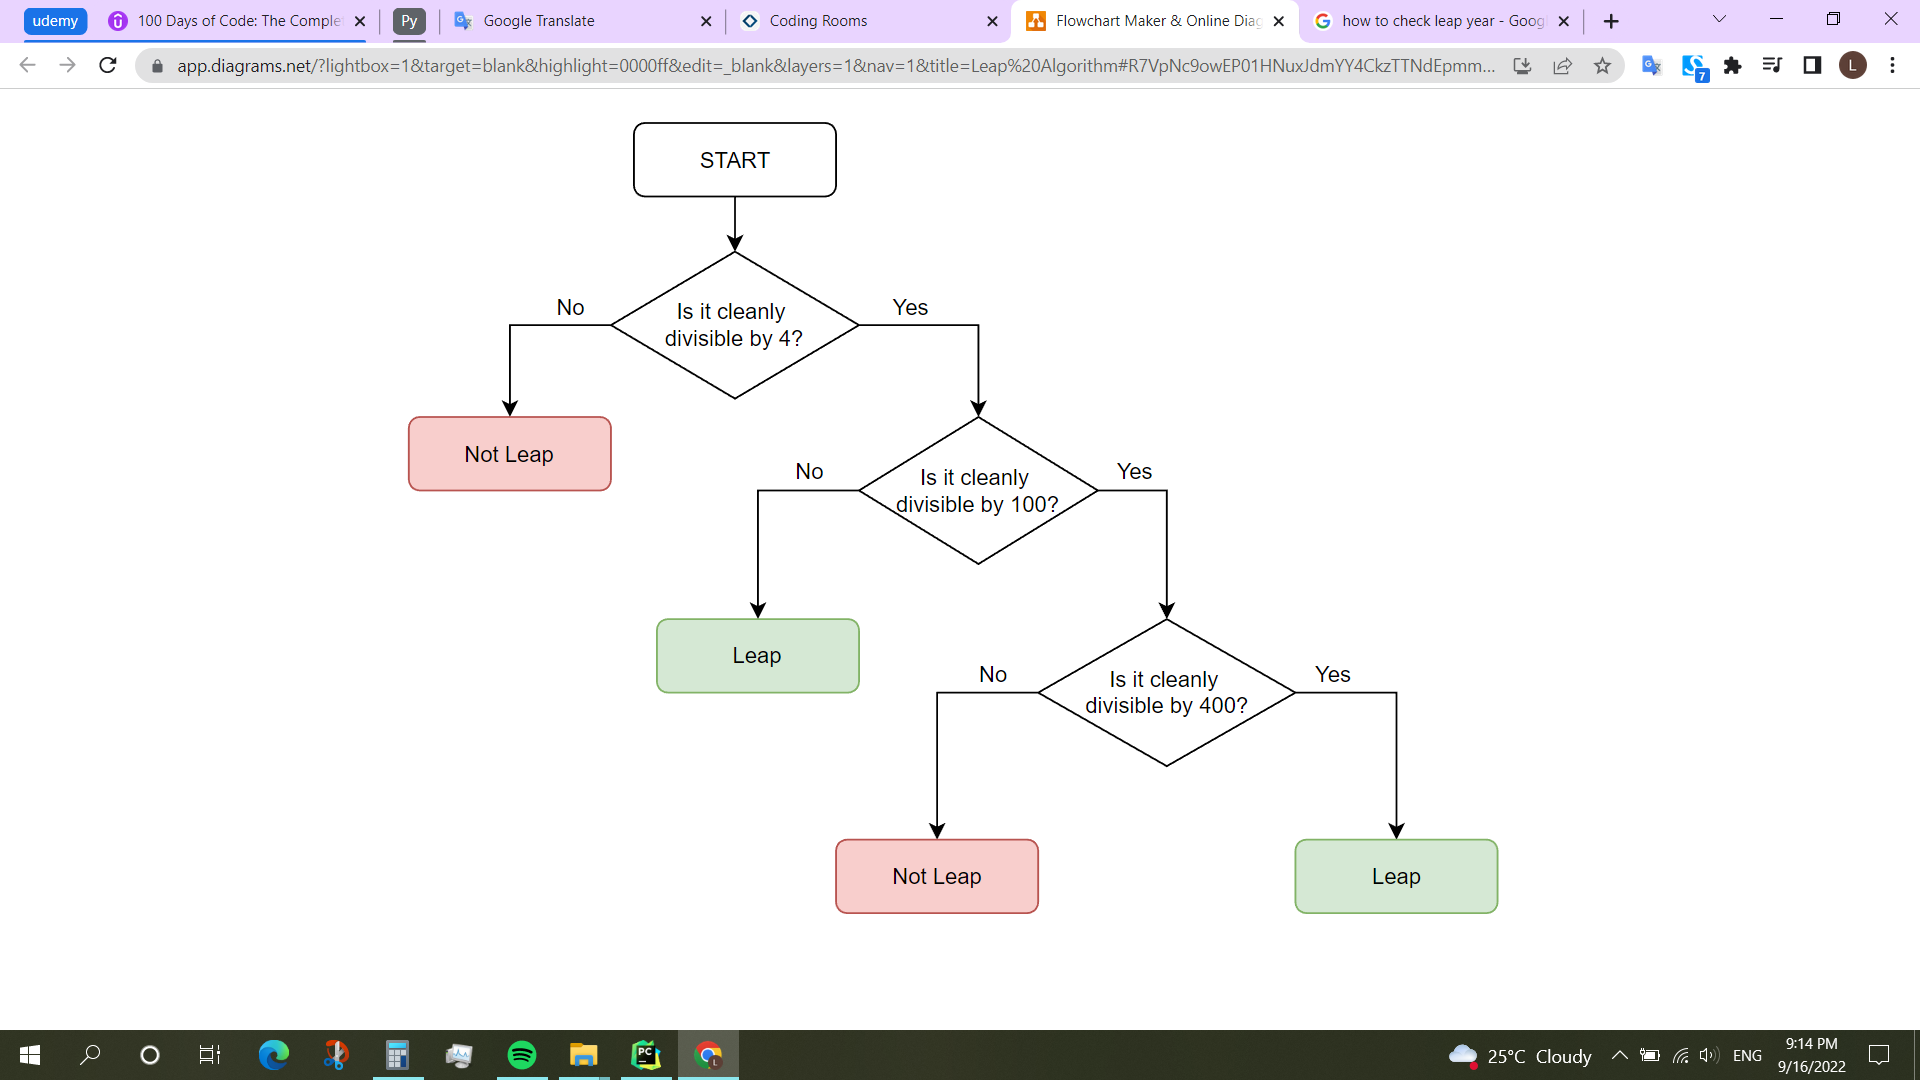 udemy
100 Days of Code: The Comple
Py
Google Translate
Coding Rooms
Flowchart Maker & Online Diag
how to check leap year - Goog
app.diagrams.net/?lightbox=1&target=blank&highlight=0000ff&edit=_blank&layers=1&nav=1&title=Leap%20Algorithm#R7VpNc9owEP01HNuxJdmYY4CkzTTNdEpmm...
7
L
START
No
Is it cleanly
divisible by 4?
Yes
Not Leap
No
Is it cleanly
divisible by 100?
Yes
Leap
No
Is it cleanly
divisible by 400?
Yes
Not Leap
Leap
PC
L
25°C Cloudy
ENG
9:14 PM
9/16/2022